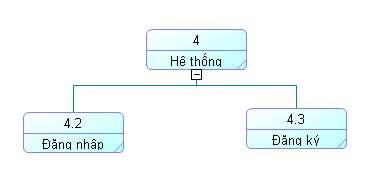 4
Hệ thống
4.2
Đăng nhập
4.3
Đăng ký